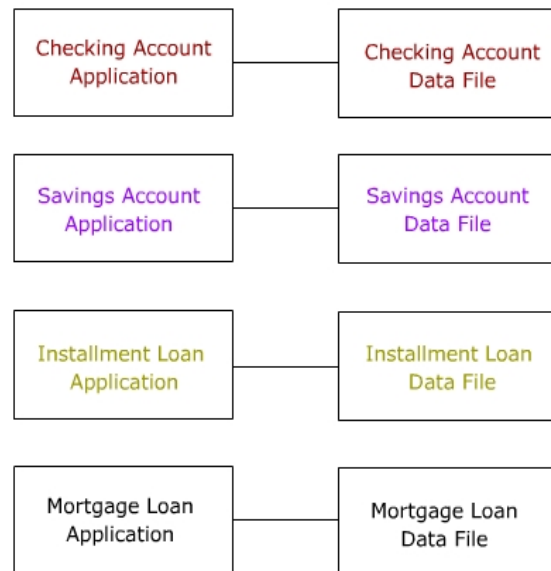 Checking Account
Application
Checking Account
Data File
Savings Account
Application
Savings Account
Data File
Installment Loan
Application
Installment Loan
Data File
Mortgage Loan
Application
Mortgage Loan
Data File